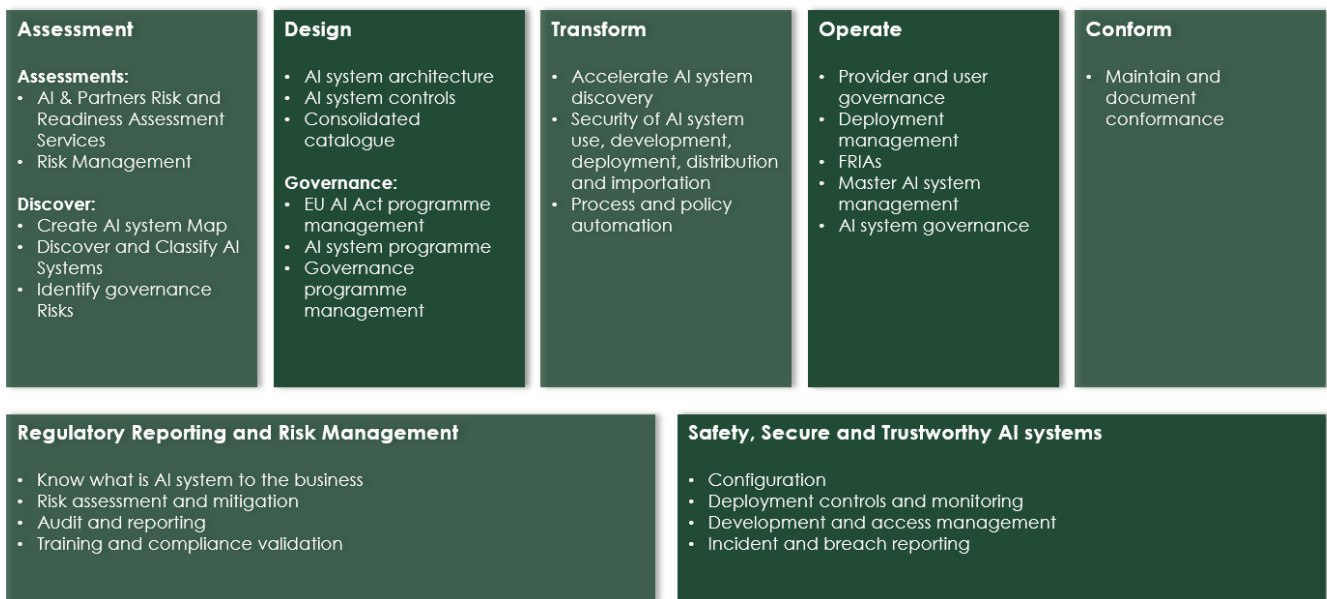 Assessment
Assessments:
• AI & Partners Risk and
Readiness Assessment
Services
• Risk Management
Discover:
• Create AI system Map
• Discover and Classify AI
Systems
• Identify governance
Risks
Design
• AI system architecture
• AI system controls
• Consolidated
catalogue
Governance:
• EU AI Act programme
management
• AI system programme
• Governance
programme
management
Transform
• Accelerate AI system
discovery
• Security of AI system
use, development,
deployment, distribution
and importation
• Process and policy
automation
Operate
• Provider and user
governance
• Deployment
management
• FRIAs
• Master AI system
management
• AI system governance
Conform
• Maintain and
document
conformance
Regulatory Reporting and Risk Management
• Know what is AI system to the business
• Risk assessment and mitigation
• Audit and reporting
• Training and compliance validation
Safety, Secure and Trustworthy AI systems
• Configuration
• Deployment controls and monitoring
• Development and access management
• Incident and breach reporting